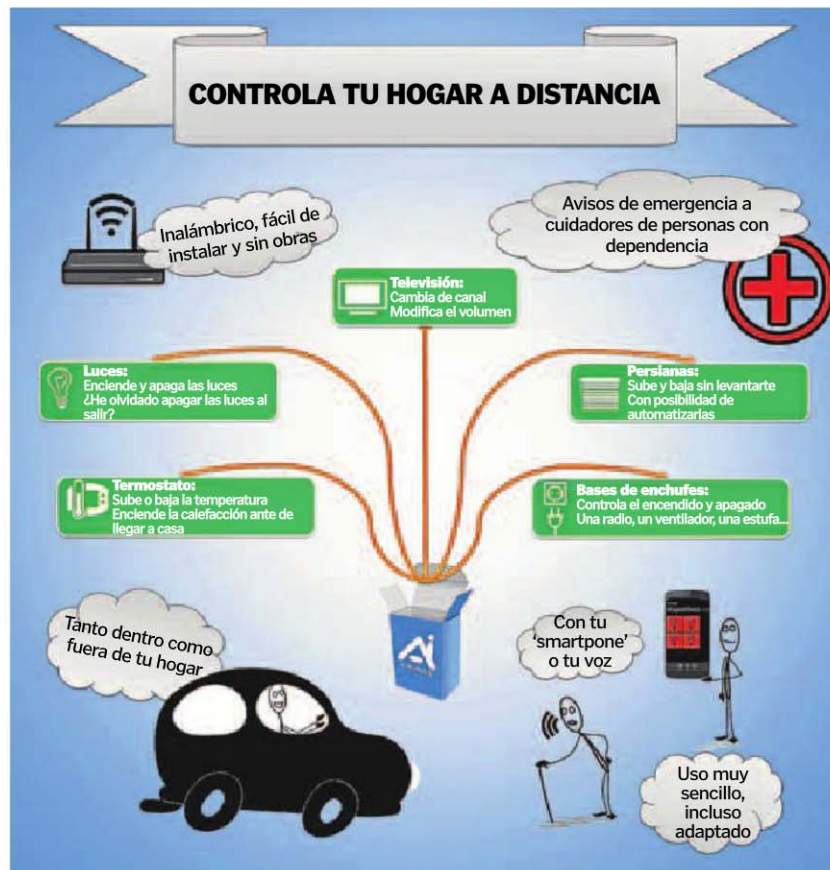 CONTROLA TU HOGAR A DISTANCIA
Inalámbrico, fácil de
instalar y sin obras
Avisos de emergencia a
cuidadores de personas con
dependencia
Televisión:
Cambia de canal
Modifica el volumen
Luces:
Enciende y apaga las luces
¿He olvidado apagar las luces al
salir?
Persianas:
Sube y baja sin levantarte
Con posibilidad de
automatizarlas
Termostato:
Sube o baja la temperatura
Enciende la calefacción ante de
llegar a casa
Bases de enchufes:
Controla el encendido y apagado
Una radio, un ventilador, una estufa...
Tanto dentro como
fuera de tu hogar
Con tu
'smartpone'
o tu voz
Uso muy
sencillo,
incluso
adaptado